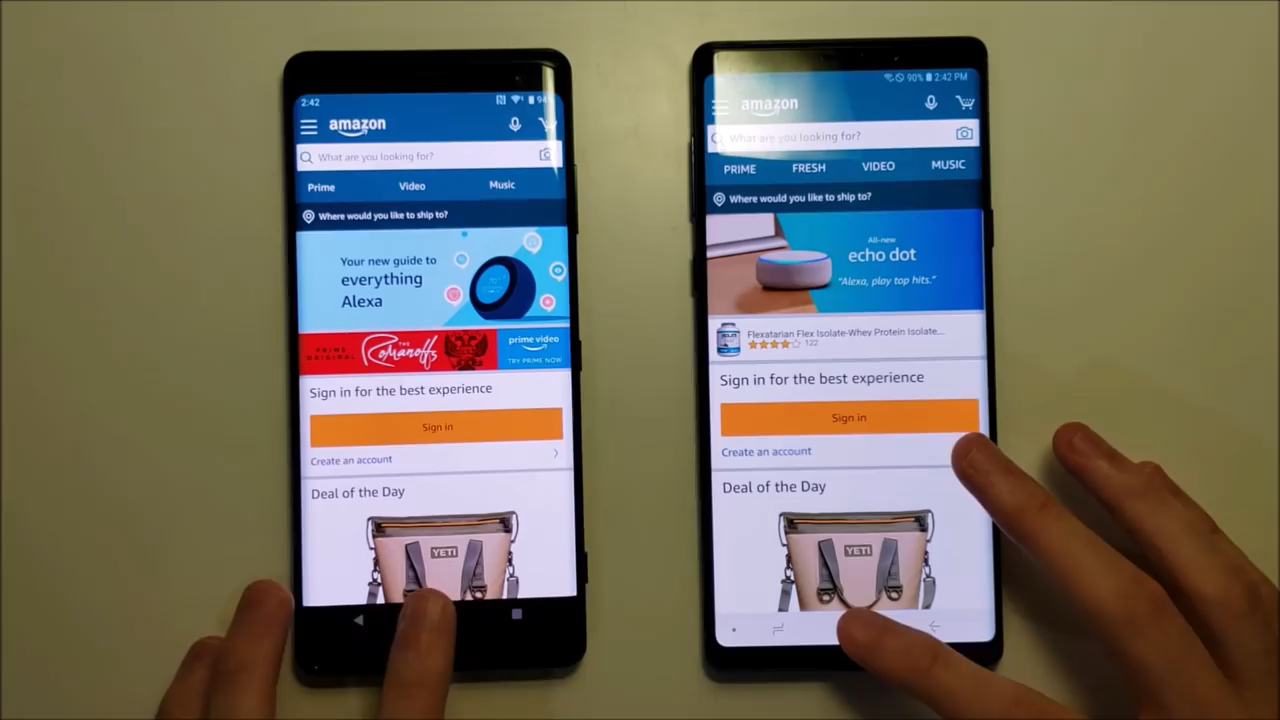 2:42
94
amazon
What are you looking for?
Prime Video Music
Where would you like to ship to?
Your new guide to
everything
Alexa
PRIME
ORIGINAL
THE
Romanoffs
prime video
TRY PRIME NOW
Sign in for the best experience
Sign in
Create an account
Deal of the Day
YETI
90% 2:42 PM
amazon
What are you looking for?
PRIME FRESH VIDEO MUSIC
Where would you like to ship to?
All-new
echo dot
"Alexa, play top hits."
Flexatarian Flex Isolate-Whey Protein Isolate...
122
Sign in for the best experience
Sign in
Create an account
Deal of the Day
YETI